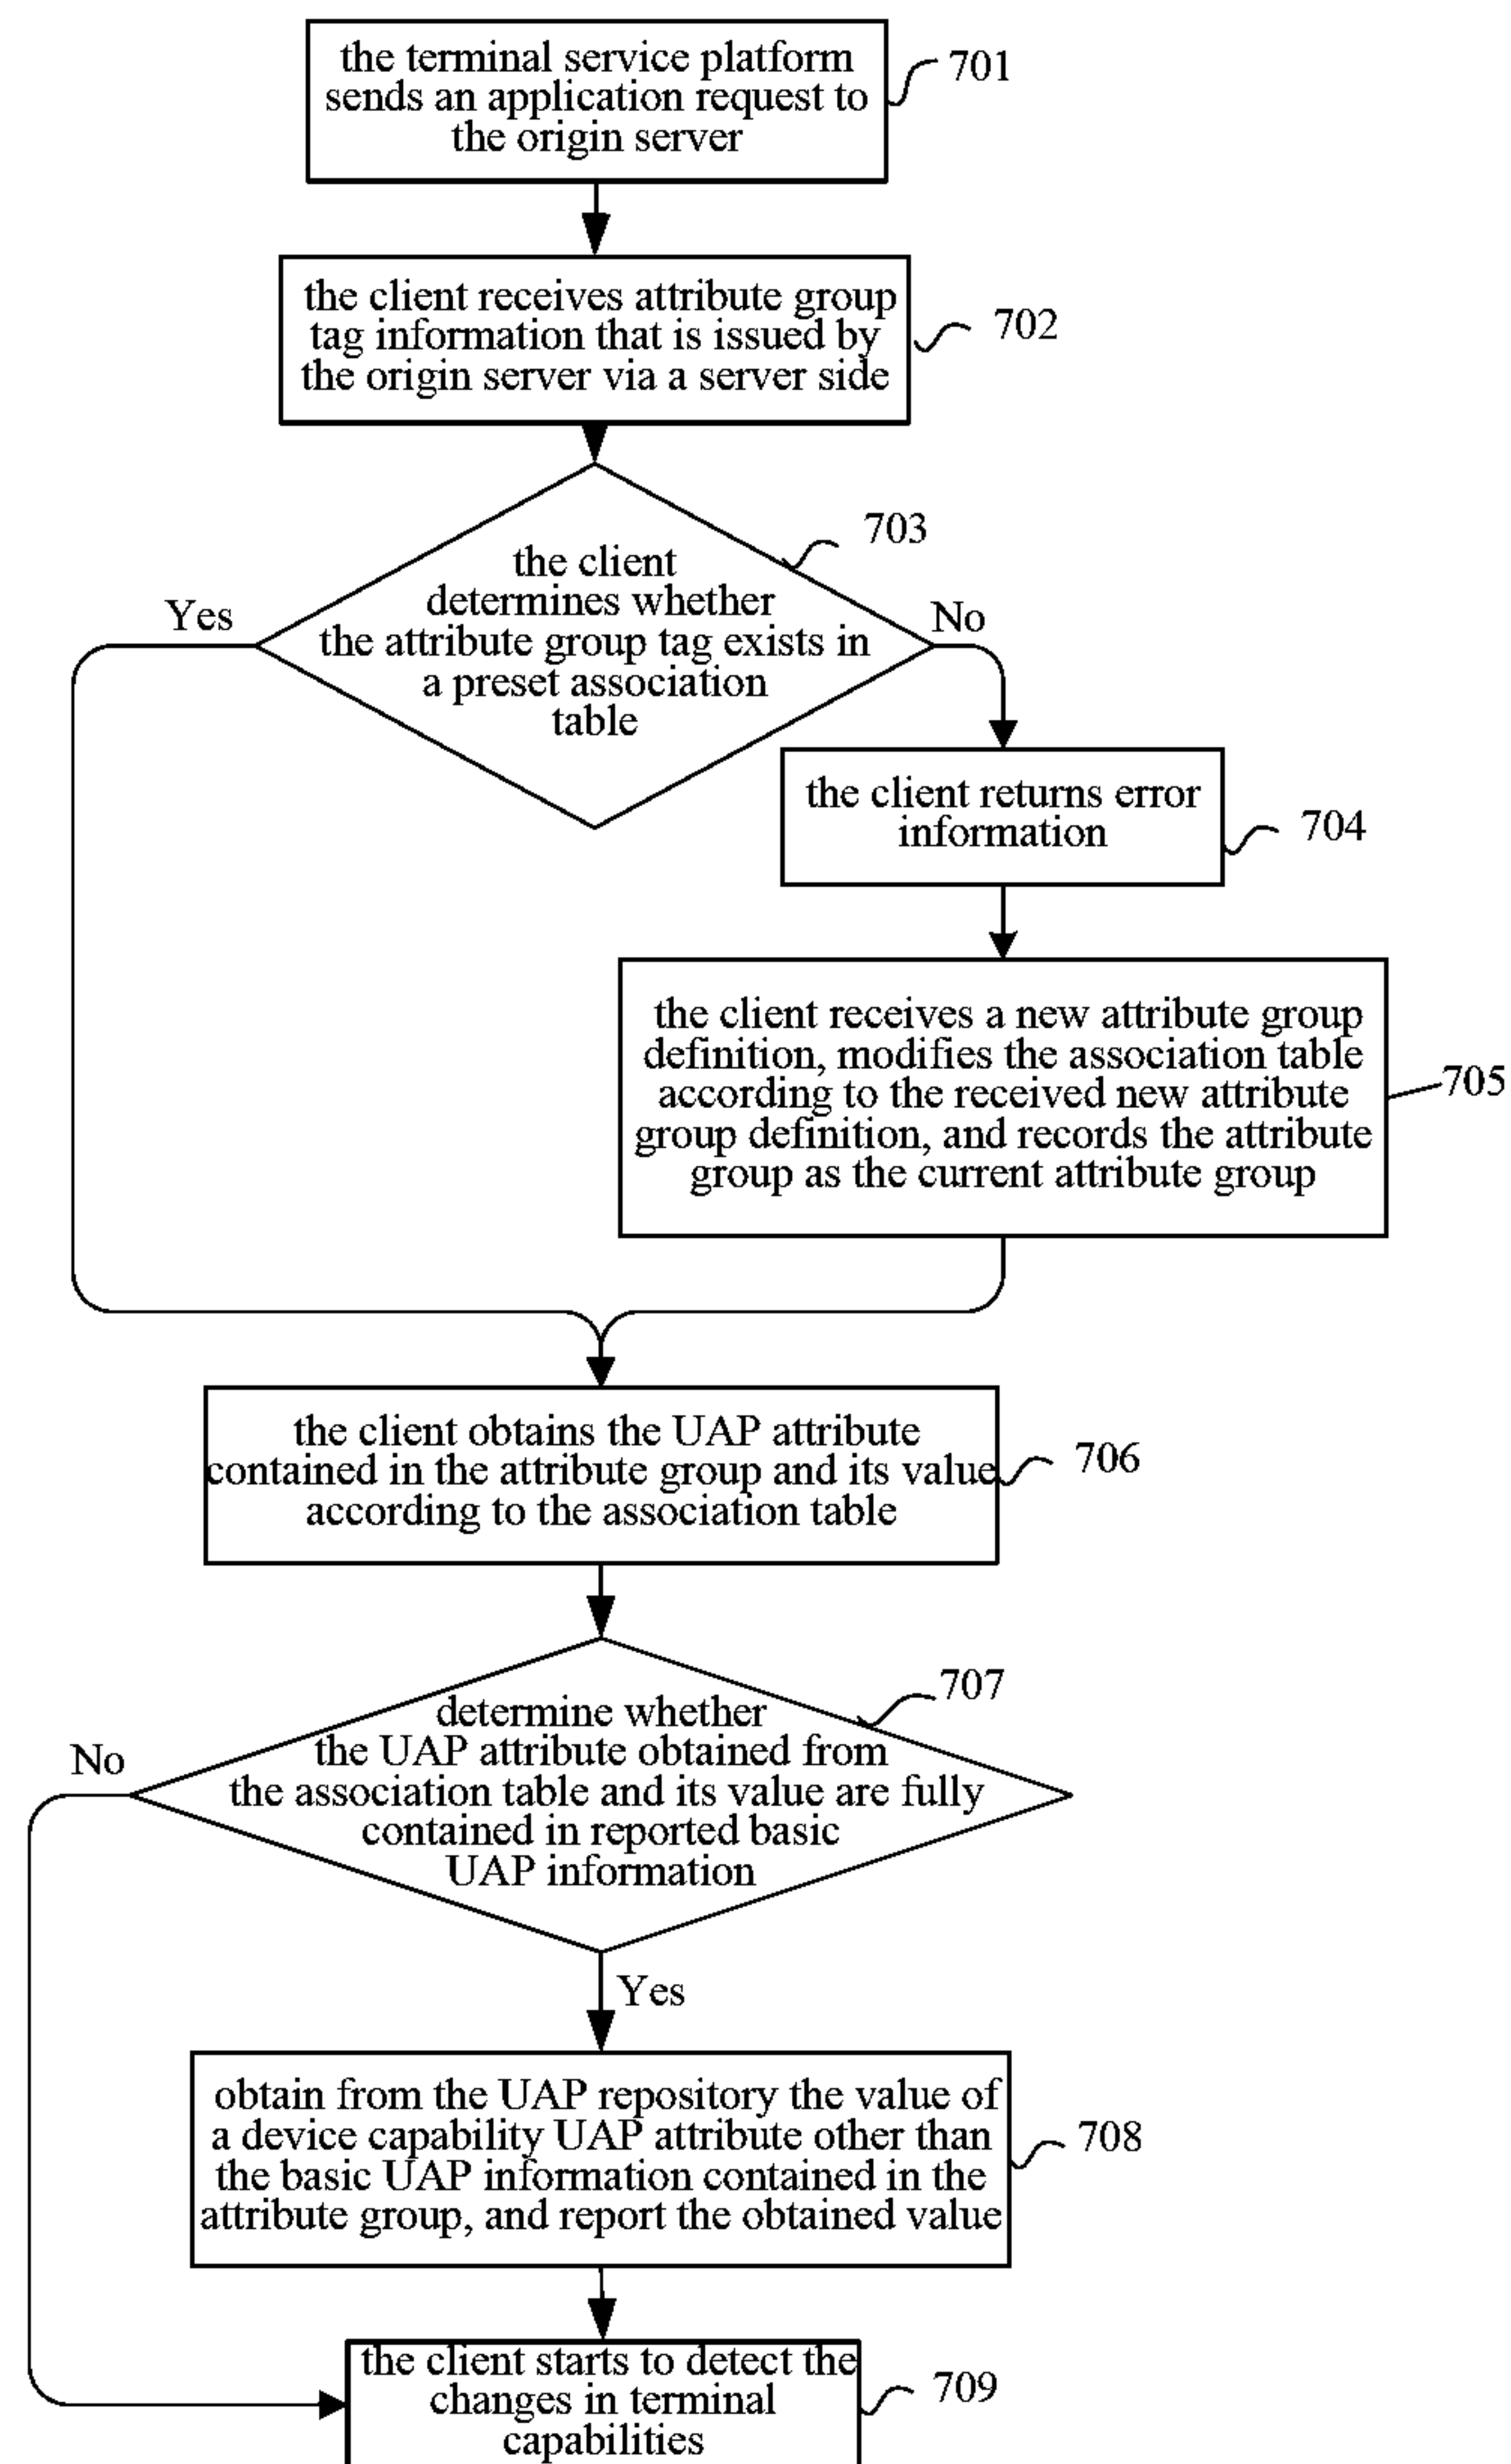 the terminal service platform
sends an application request to
the origin server
701
the client receives attribute group
tag information that is issued by
the origin server via a server side
702
703
the client
determines whether
the attribute group tag exists in
a preset association
table
Yes
No
the client returns error
information
704
the client receives a new attribute group
definition, modifies the association table
according to the received new attribute
group definition, and records the attribute
group as the current attribute group
705
the client obtains the UAP attribute
contained in the attribute group and its value
according to the association table
706
707
determine whether
the UAP attribute obtained from
the association table and its value are fully
contained in reported basic
UAP information
No
Yes
obtain from the UAP repository the value of
a device capability UAP attribute other than
the basic UAP information contained in the
attribute group, and report the obtained value
708
the client starts to detect the
changes in terminal
capabilities
709